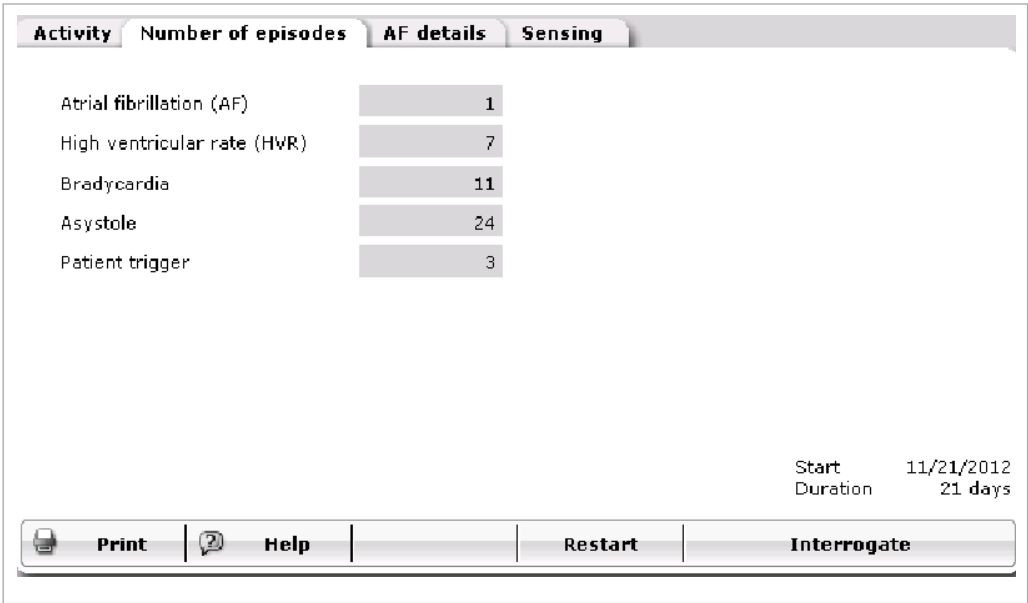 Activity Number of episodes AF details Sensing
Atrial fibrillation (AF) 1
High ventricular rate (HVR) 7
Bradycardia 11
Asystole 24
Patient trigger 3
Start 11/21/2012
Duration 21 days
Print Help Restart Interrogate